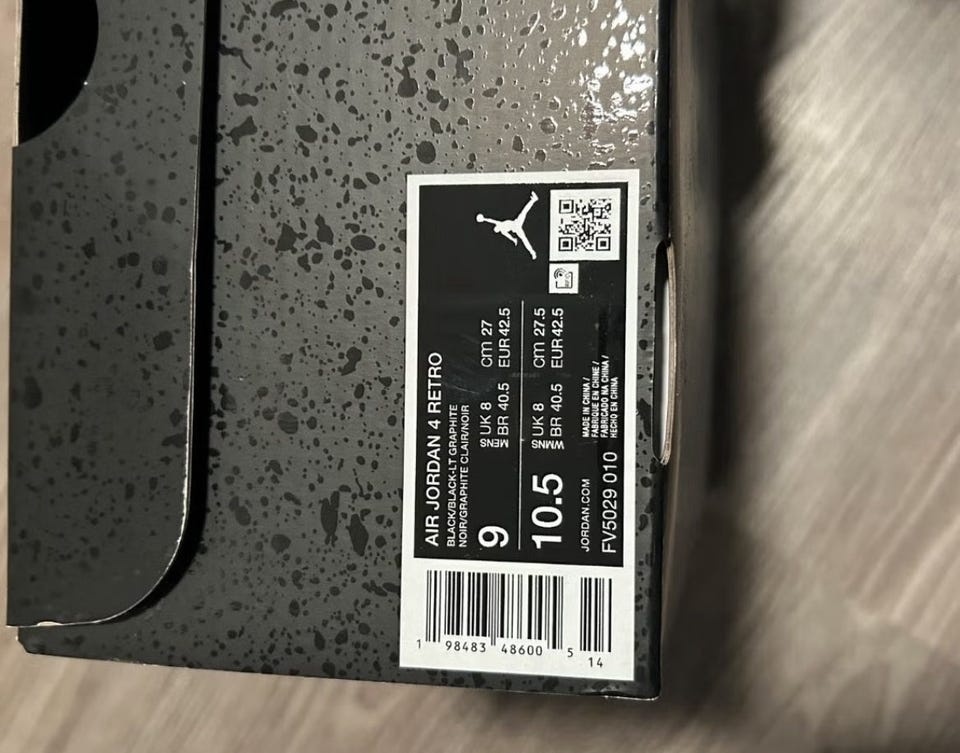 AIR JORDAN 4 RETRO
BLACK/BLACK-LT GRAPHITE
NOIR/GRAPHITE CLAIR/NOIR
9 MENS UK 8 cm 27
BR 40.5 EUR 42.5
10.5 WMNS UK 8 cm 27.5
BR 40.5 EUR 42.5
JORDAN.COM
MADE IN CHINA /
FABRIQUE EN CHINE /
FABRICADO NA CHINA /
HECHO EN CHINA
FV5029 010
1 98483 48600 5 14